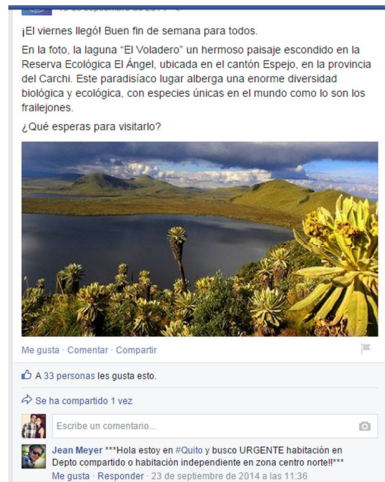 ¡El viernes llegó! Buen fin de semana para todos.
En la foto, la laguna "El Voladero" un hermoso paisaje escondido en la
Reserva Ecológica El Ángel, ubicada en el cantón Espejo, en la provincia
del Carchi. Este paradisíaco lugar alberga una enorme diversidad
biológica y ecológica, con especies únicas en el mundo como lo son los
frailejones.
¿Qué esperas para visitarlo?
Me gusta · Comentar · Compartir
A 33 personas les gusta esto.
Se ha compartido 1 vez
Escribe un comentario...
Jean Meyer ***Hola estoy en #Quito y busco URGENTE habitación en
Depto compartido o habitación independiente en zona centro norte!!***
Me gusta · Responder · 23 de septiembre de 2014 a las 11:36